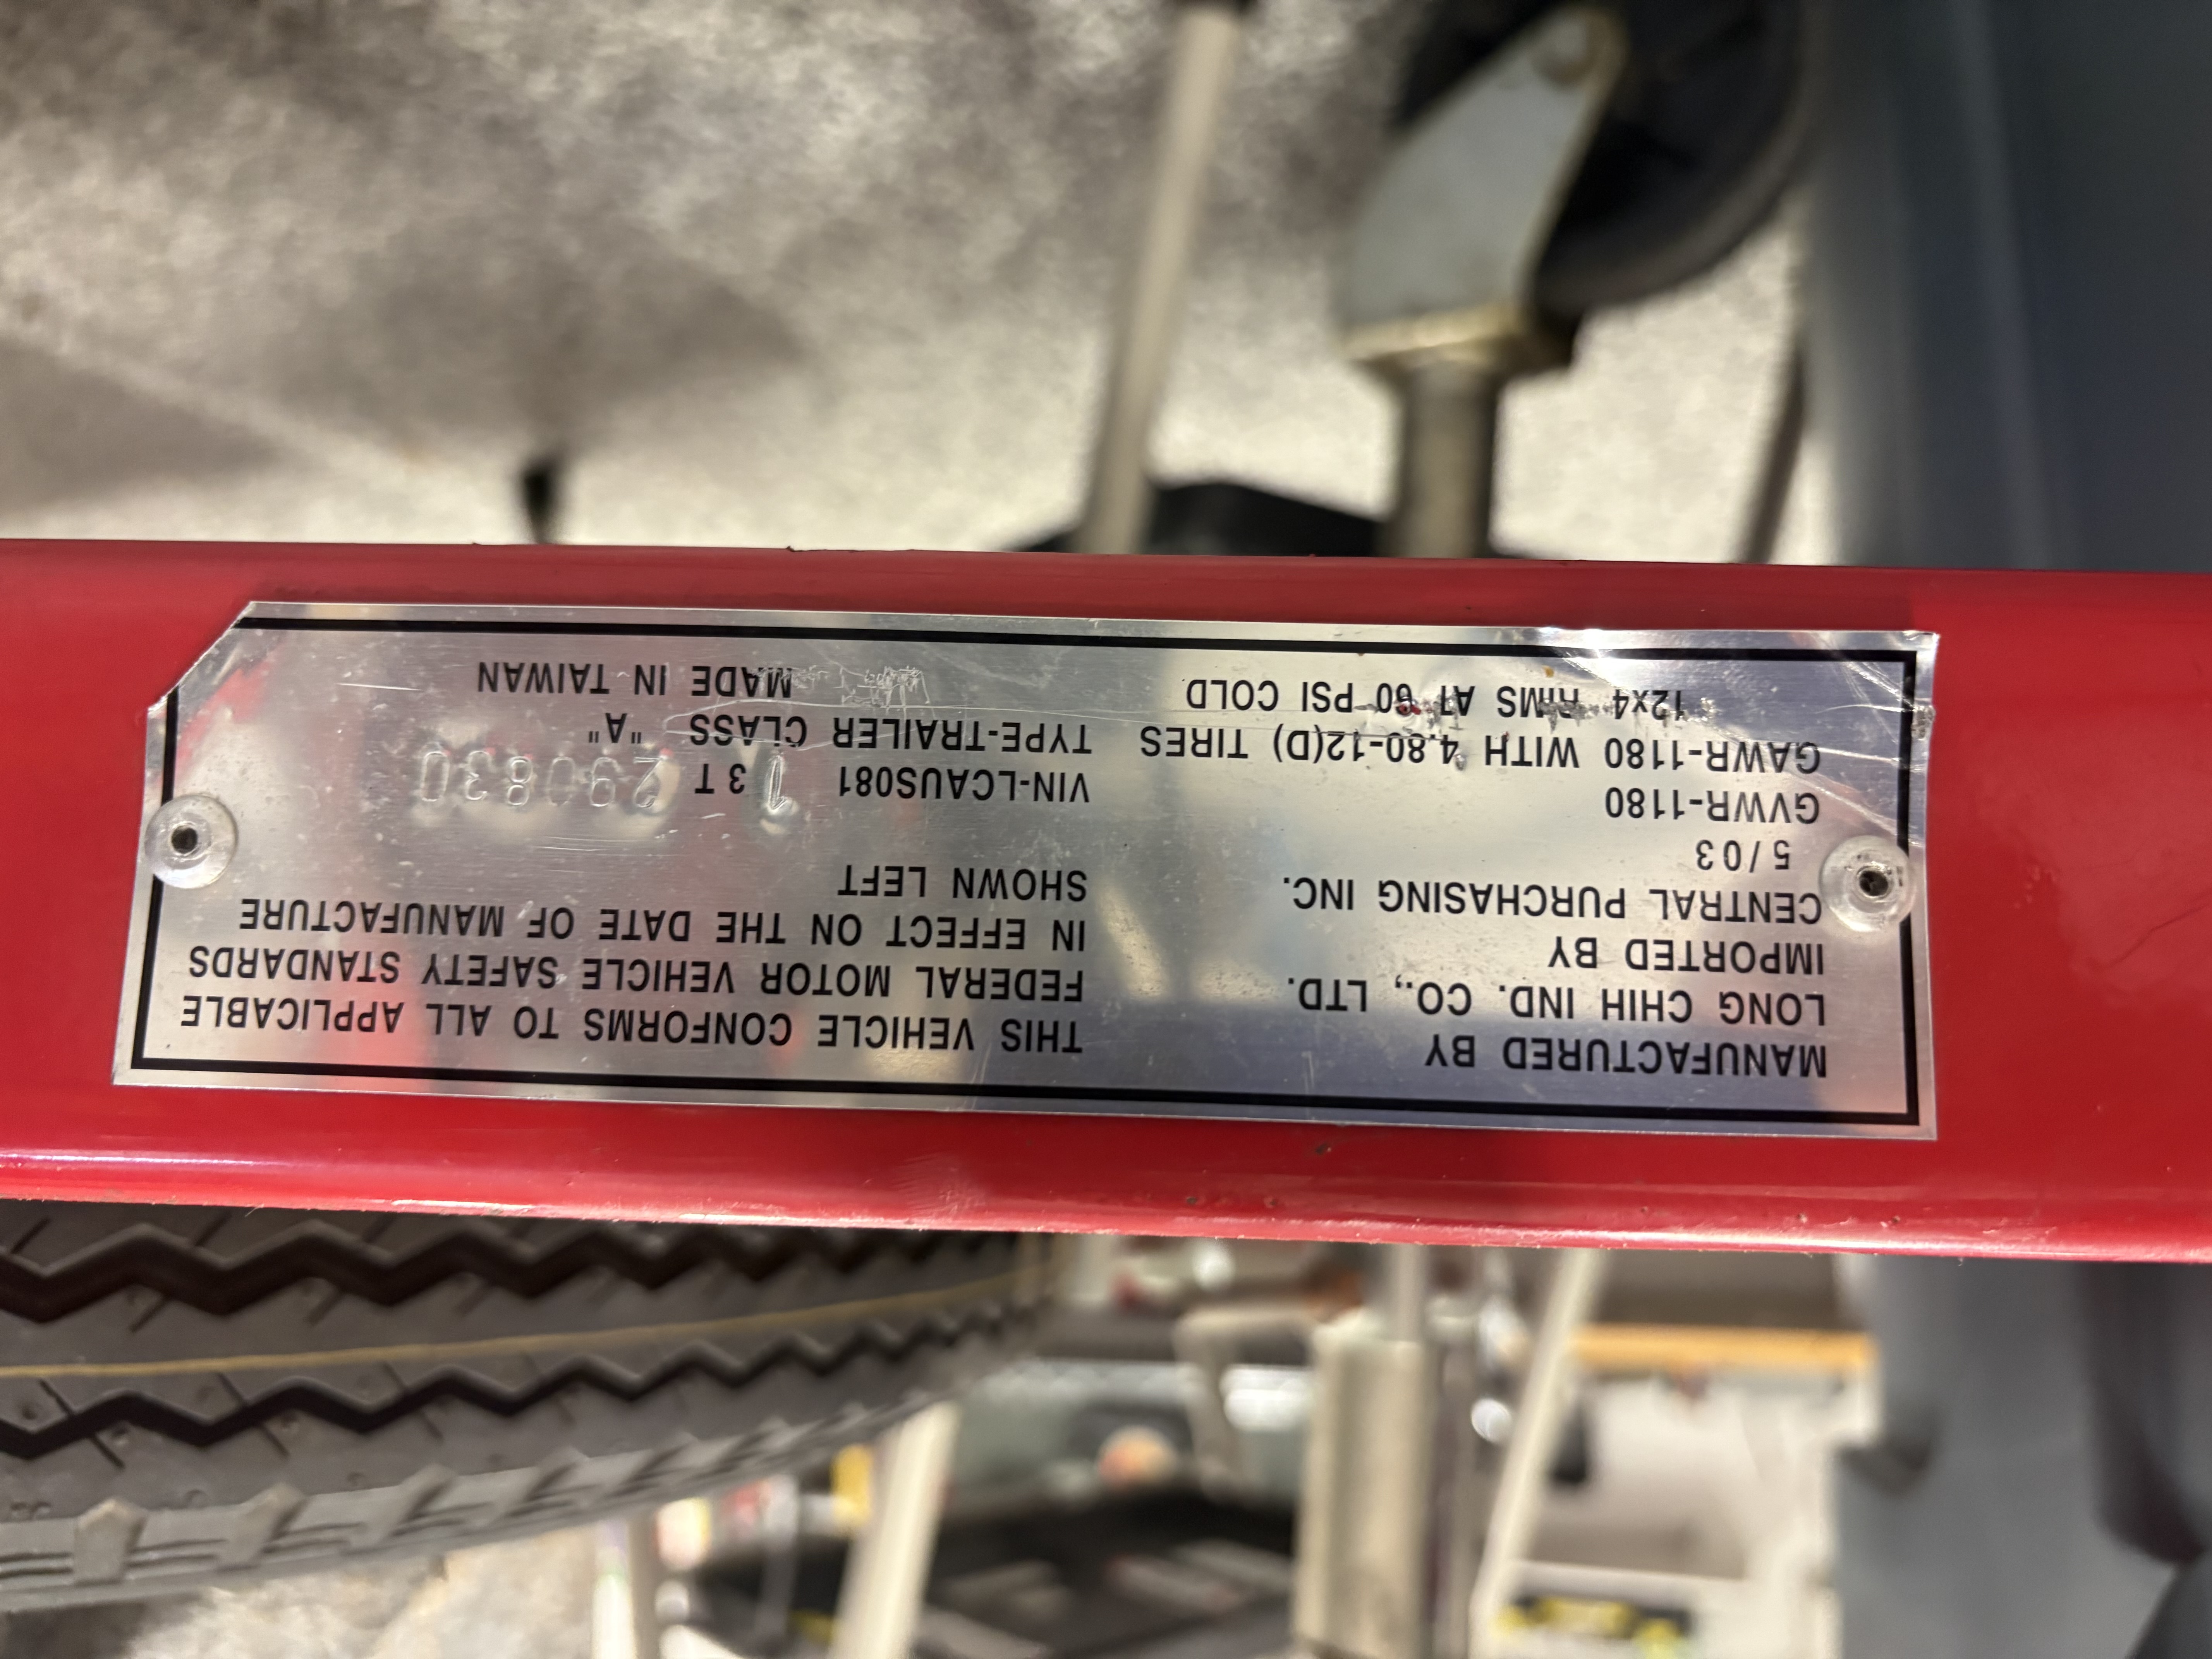 MANUFACTURED BY
LONG CHIH IND. CO., LTD.
IMPORTED BY
CENTRAL PURCHASING INC.
5/03
GVWR-1180
GAWR-1180 WITH 4.80-12(D) TIRES
12x4 RIMS AT 60 PSI COLD
THIS VEHICLE CONFORMS TO ALL APPLICABLE
FEDERAL MOTOR VEHICLE SAFETY STANDARDS
IN EFFECT ON THE DATE OF MANUFACTURE
SHOWN LEFT
VIN-LCAUS081 1 3T 290830
TYPE-TRAILER CLASS "A"
MADE IN TAIWAN